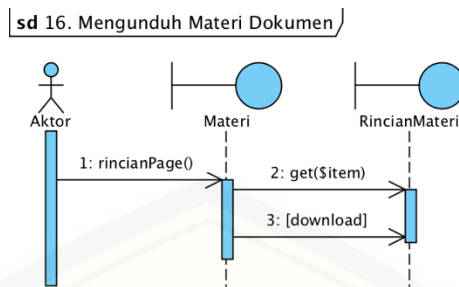 sd 16. Mengunduh Materi Dokumen
Aktor
Materi
RincianMateri
1: rincianPage()
2: get($item)
3: [download]